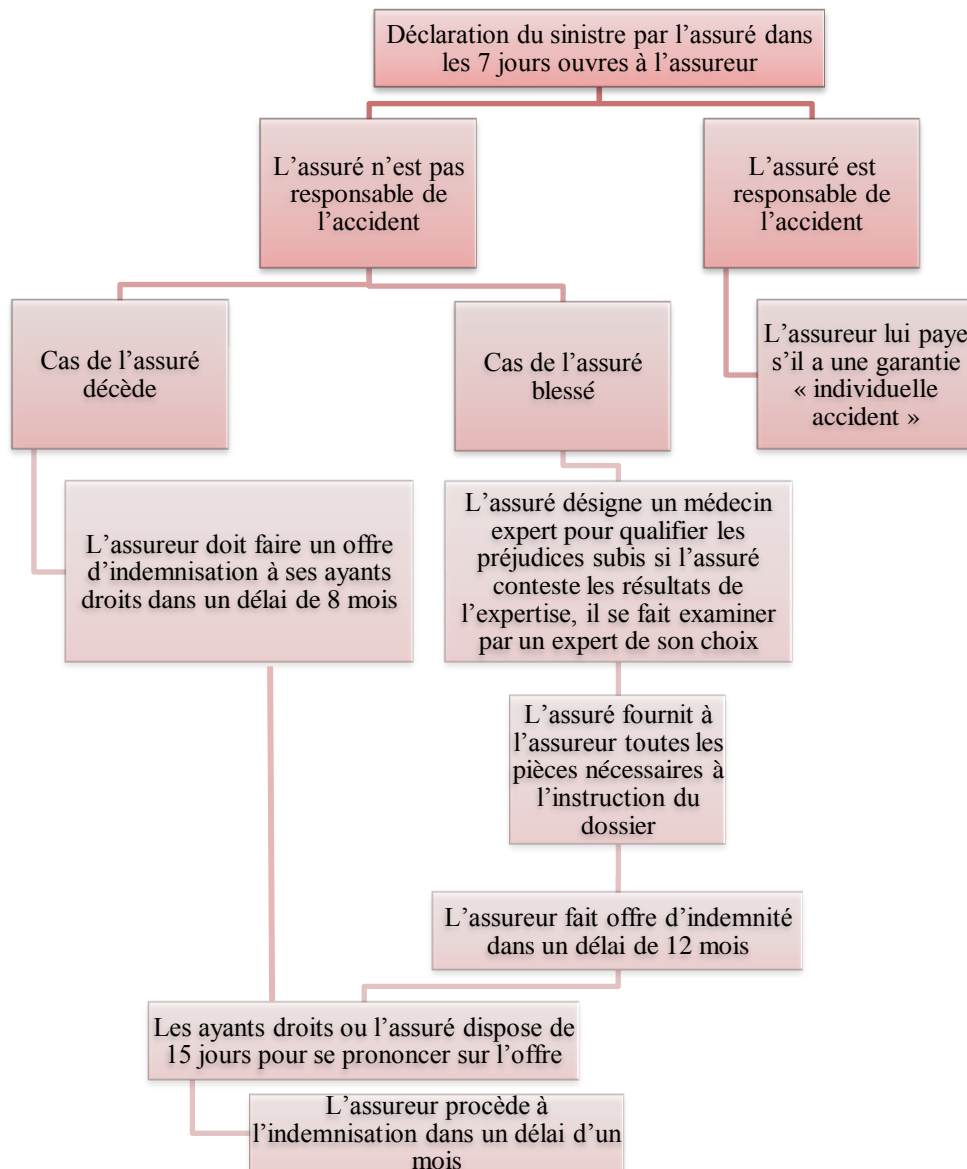 Déclaration du sinistre par l’assuré dans
les 7 jours ouvres à l’assureur
L’assuré n’est pas
responsable de
l’accident
L’assuré est
responsable de
l’accident
Cas de l’assuré
décède
Cas de l’assuré
blessé
L’assureur lui paye
s’il a une garantie
« individuelle
accident »
L’assureur doit faire un offre
d’indemnisation à ses ayants
droits dans un délai de 8 mois
L’assuré désigne un médecin
expert pour qualifier les
préjudices subis si l’assuré
conteste les résultats de
l’expertise, il se fait examiner
par un expert de son choix
L’assuré fournit à
l’assureur toutes les
pièces nécessaires à
l’instruction du
dossier
L’assureur fait offre d’indemnité
dans un délai de 12 mois
Les ayants droits ou l’assuré dispose de
15 jours pour se prononcer sur l’offre
L’assureur procède à
l’indemnisation dans un délai d’un
mois